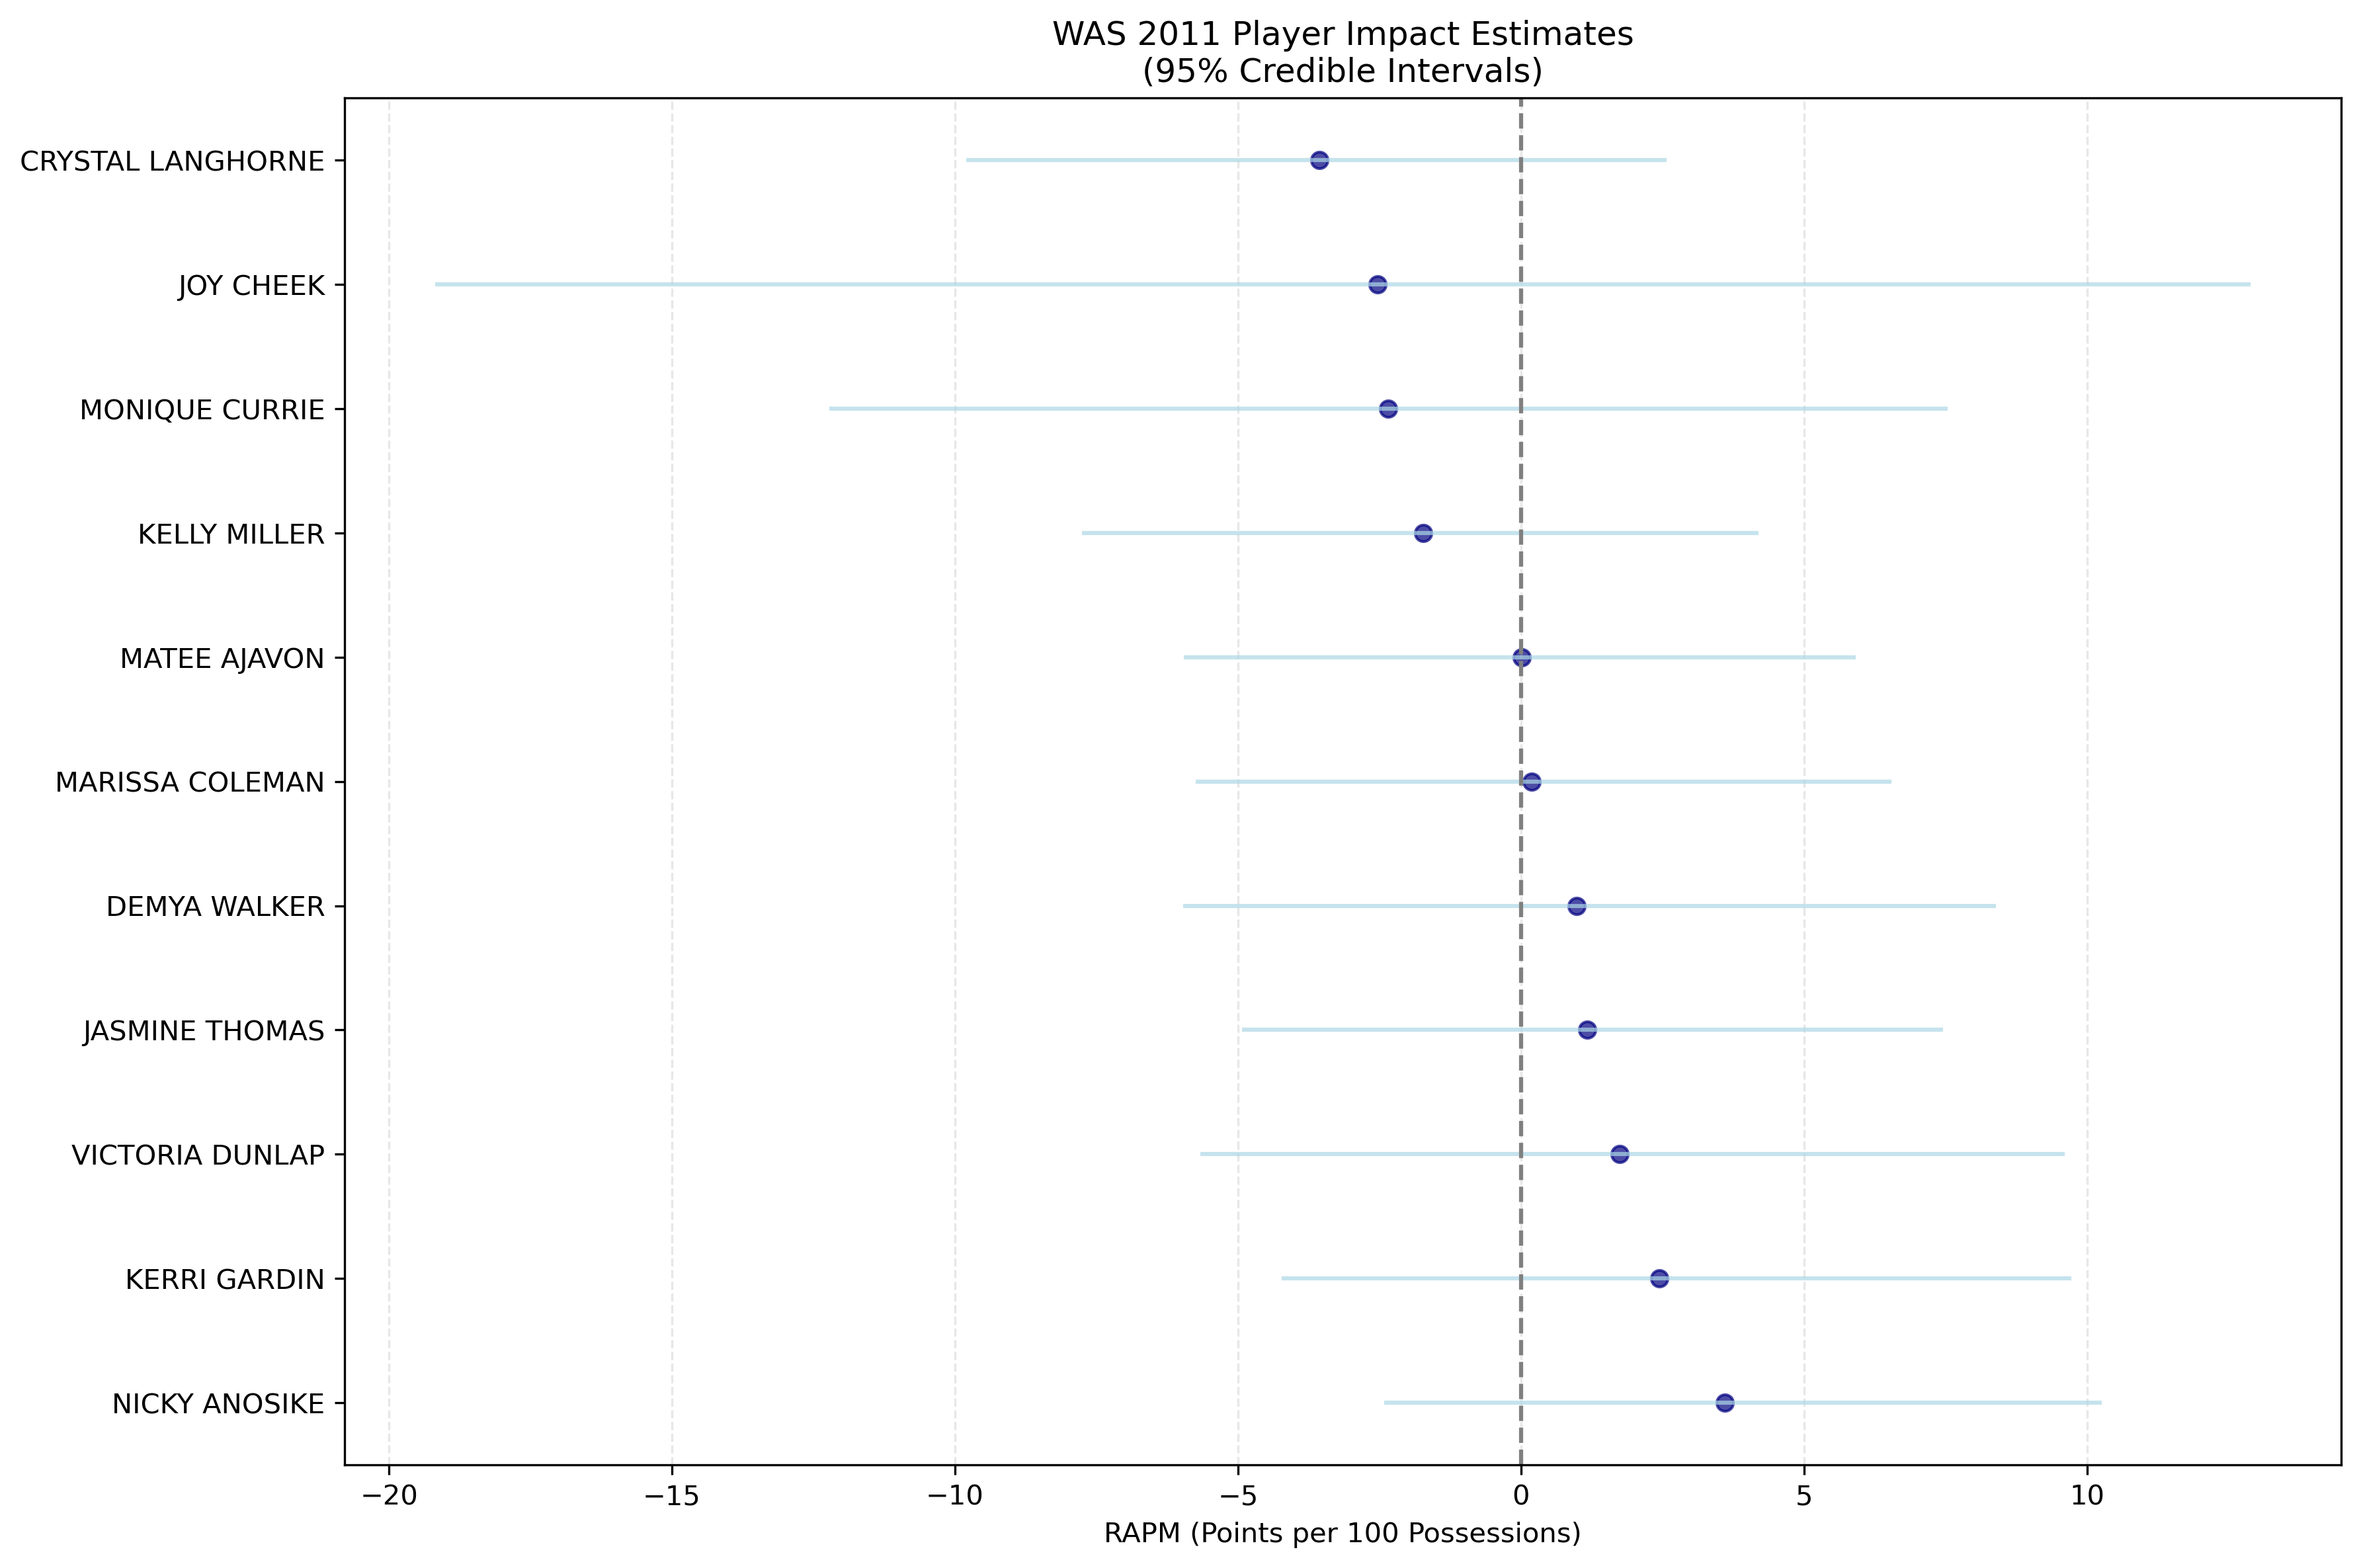 WAS 2011 Player Impact Estimates
(95% Credible Intervals)
CRYSTAL LANGHORNE
JOY CHEEK
MONIQUE CURRIE
KELLY MILLER
MATEE AJAVON
MARISSA COLEMAN
DEMYA WALKER
JASMINE THOMAS
VICTORIA DUNLAP
KERRI GARDIN
NICKY ANOSIKE
−20 −15 −10 −5 0 5 10
RAPM (Points per 100 Possessions)